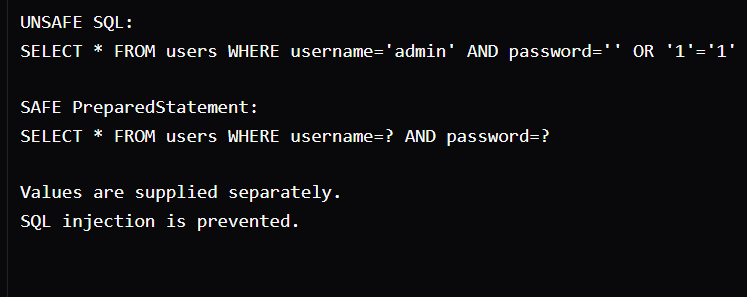 UNSAFE SQL:
SELECT * FROM users WHERE username='admin' AND password='' OR '1'='1'
SAFE PreparedStatement:
SELECT * FROM users WHERE username=? AND password=?
Values are supplied separately.
SQL injection is prevented.